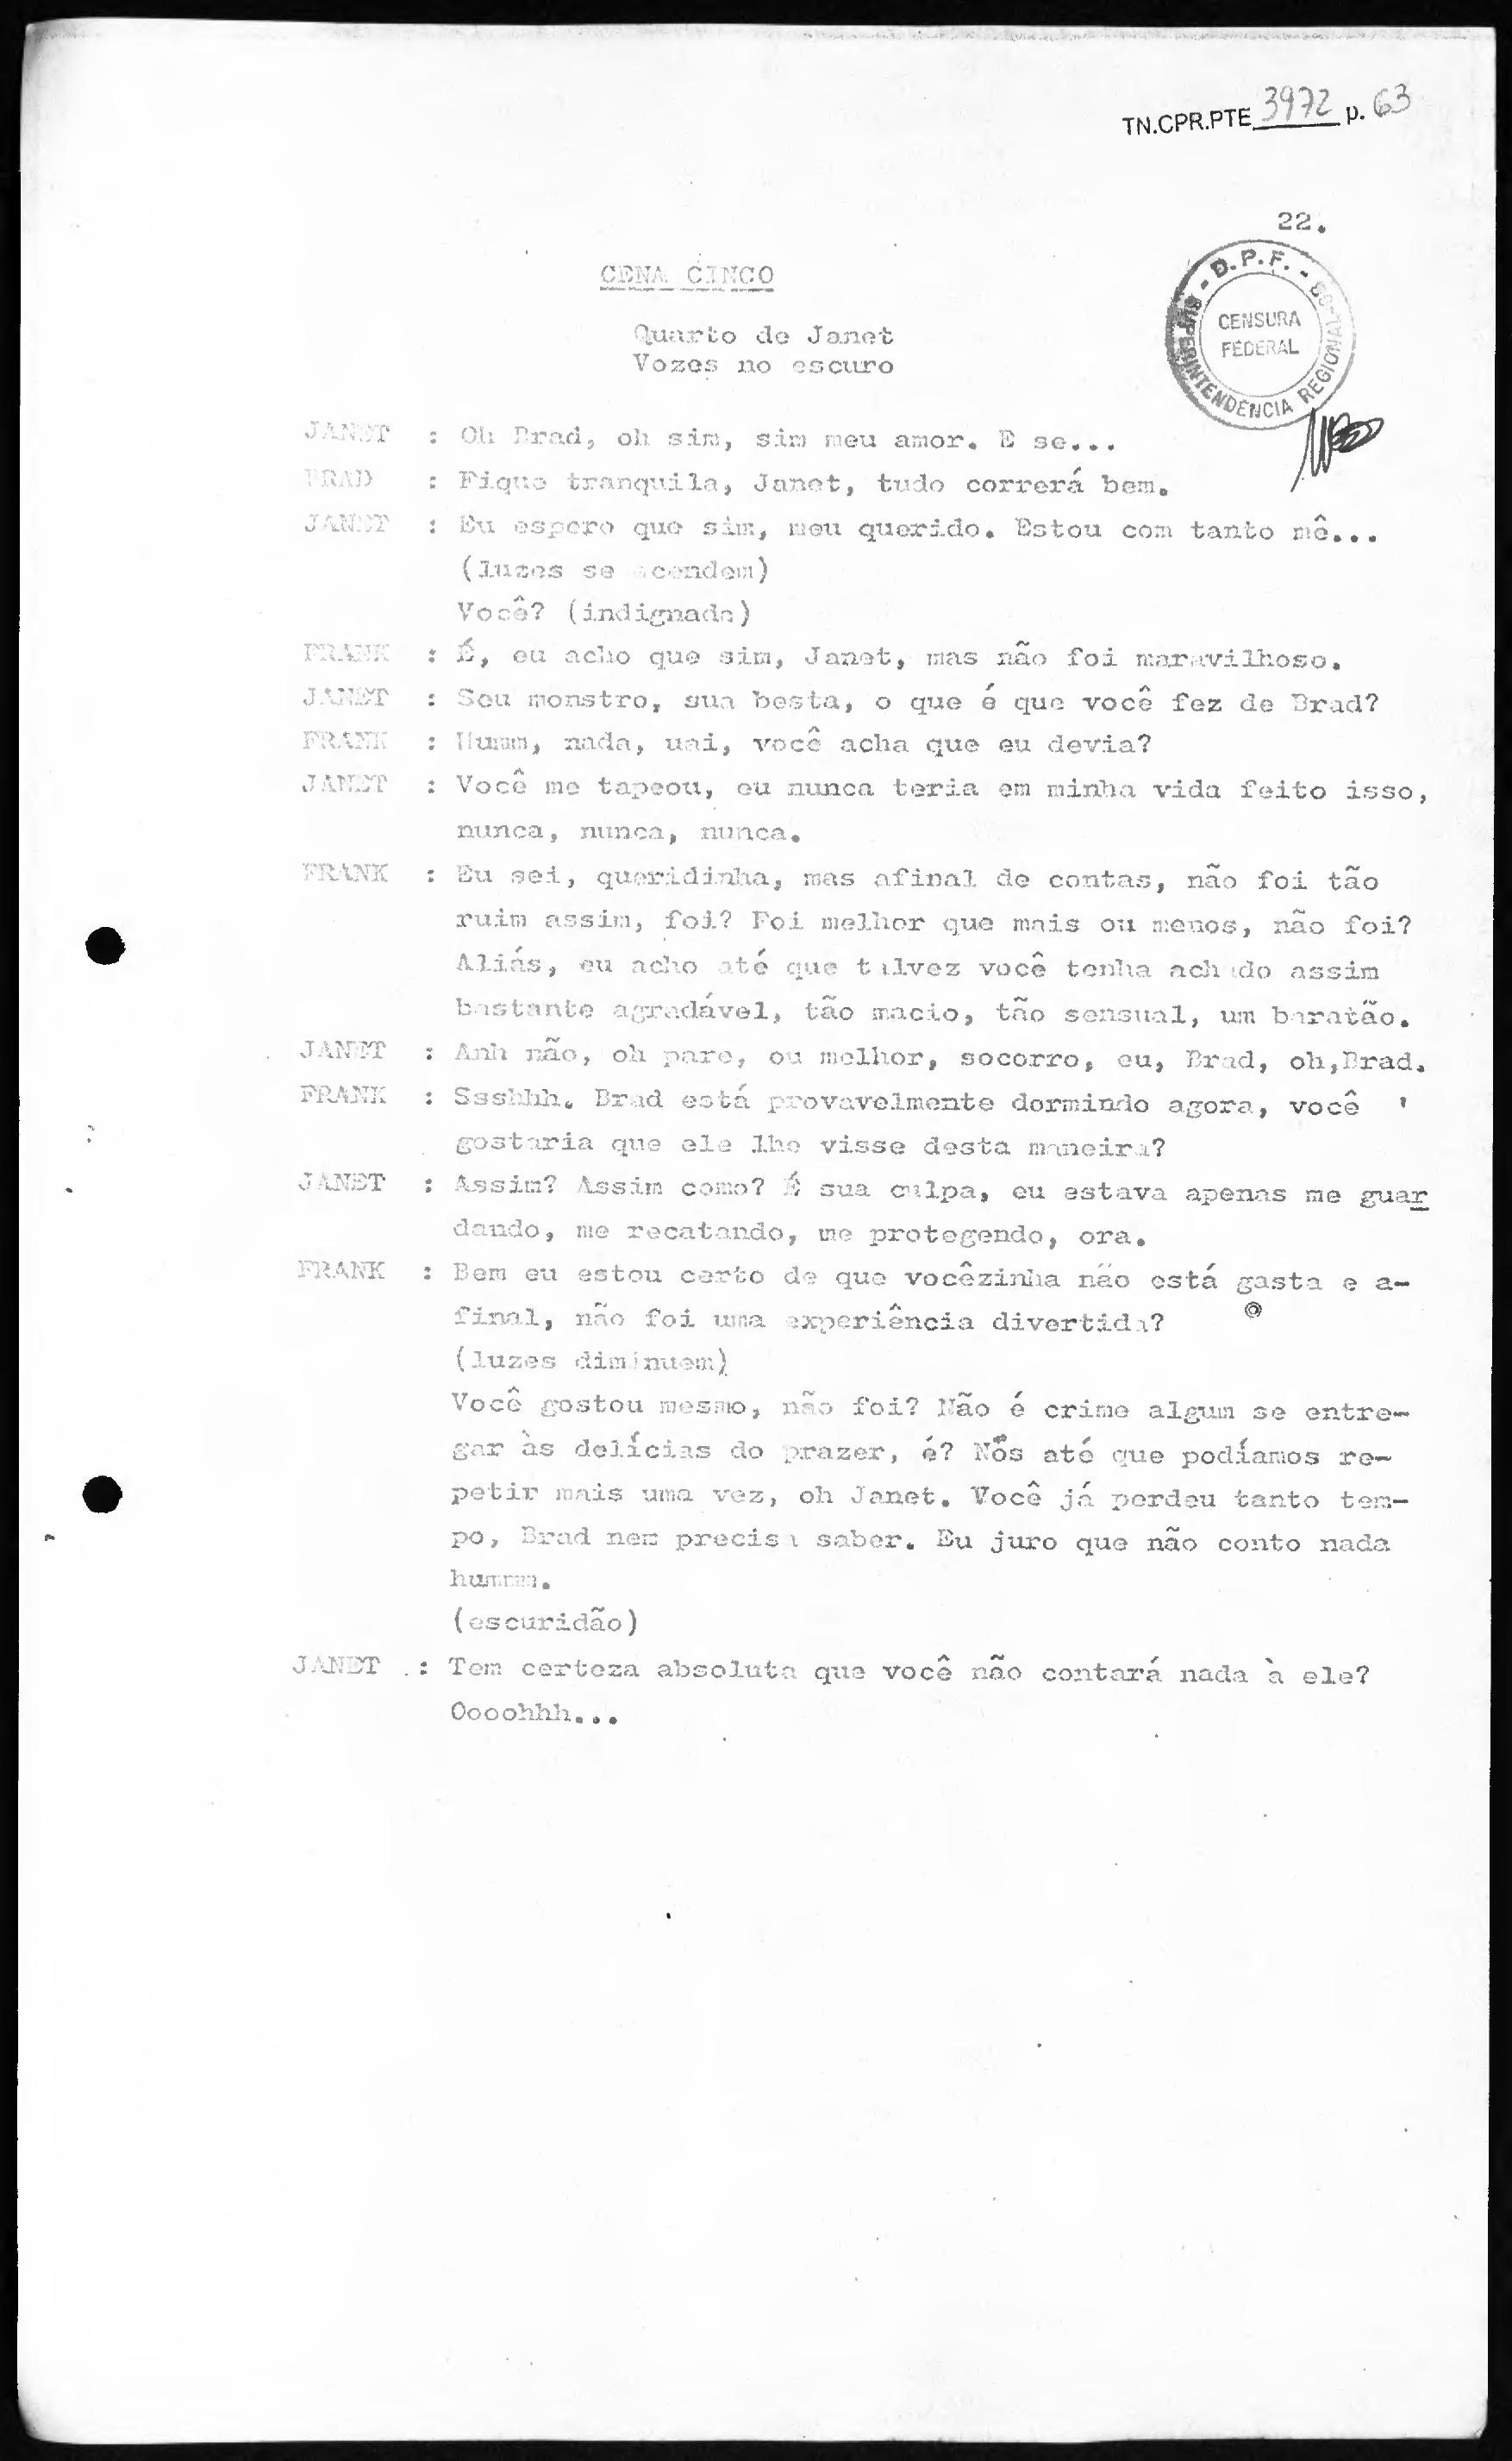 TN.CPR.PTE 3972 p. 63
22.
D.P.F. - SUPERINTENDÊNCIA REGIONAL-
CENSURA
FEDERAL
CENA CINCO
Quarto de Janet
Vozes no escuro
JANET : Oh Brad, oh sim, sim meu amor. E se...
BRAD : Fique tranquila, Janet, tudo correrá bem.
JANET : Eu espero que sim, meu querido. Estou com tanto mê...
(luzes se acendem)
Você? (indignada)
FRANK : É, eu acho que sim, Janet, mas não foi maravilhoso.
JANET : Seu monstro, sua besta, o que é que você fez de Brad?
FRANK : Humm, nada, uai, você acha que eu devia?
JANET : Você me tapeou, eu nunca teria em minha vida feito isso,
nunca, nunca, nunca.
FRANK : Eu sei, queridinha, mas afinal de contas, não foi tão
ruim assim, foi? Foi melhor que mais ou menos, não foi?
Aliás, eu acho até que talvez você tenha achado assim
bastante agradável, tão macio, tão sensual, um baratão.
JANET : Anh não, oh pare, ou melhor, socorro, eu, Brad, oh,Brad.
FRANK : Ssshhh. Brad está provavelmente dormindo agora, você '
gostaria que ele lhe visse desta maneira?
JANET : Assim? Assim como? É sua culpa, eu estava apenas me guar
dando, me recatando, me protegendo, ora.
FRANK : Bem eu estou certo de que vocêzinha não está gasta e a-
final, não foi uma experiência divertida?
(luzes diminuem)
Você gostou mesmo, não foi? Não é crime algum se entre-
gar às delícias do prazer, é? Nós até que podíamos re-
petir mais uma vez, oh Janet. Você já perdeu tanto tem-
po, Brad nem precisa saber. Eu juro que não conto nada
hummm.
(escuridão)
JANET : Tem certeza absoluta que você não contará nada à ele?
Oooohhh...